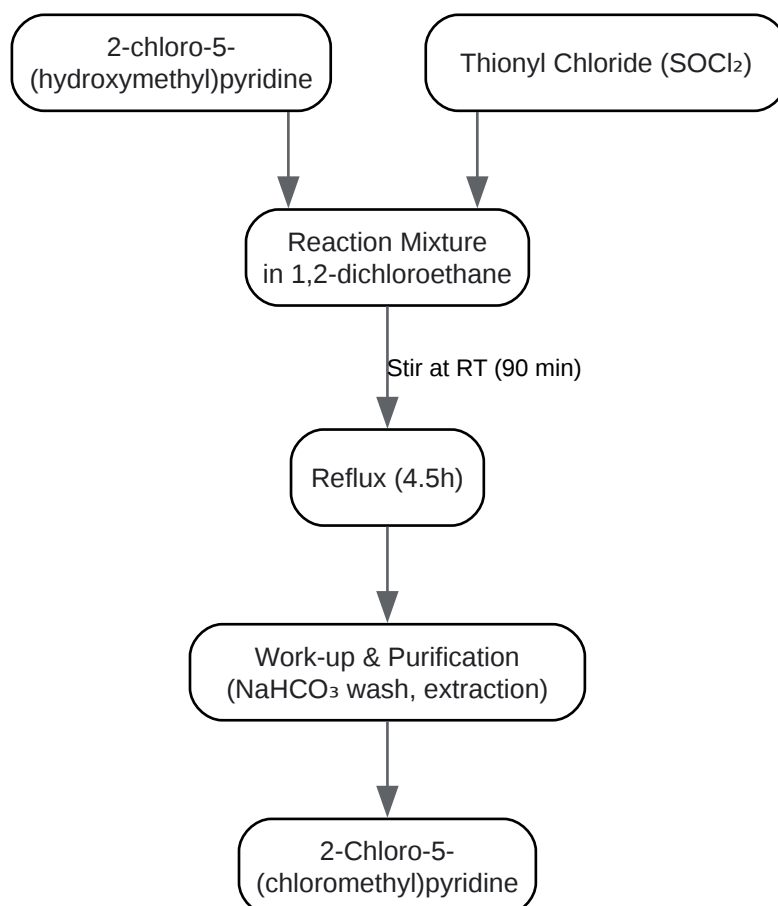 2-chloro-5-
(hydroxymethyl)pyridine
Thionyl Chloride (SOCl₂)
Reaction Mixture
in 1,2-dichloroethane
Stir at RT (90 min)
Reflux (4.5h)
Work-up & Purification
(NaHCO₃ wash, extraction)
2-Chloro-5-
(chloromethyl)pyridine